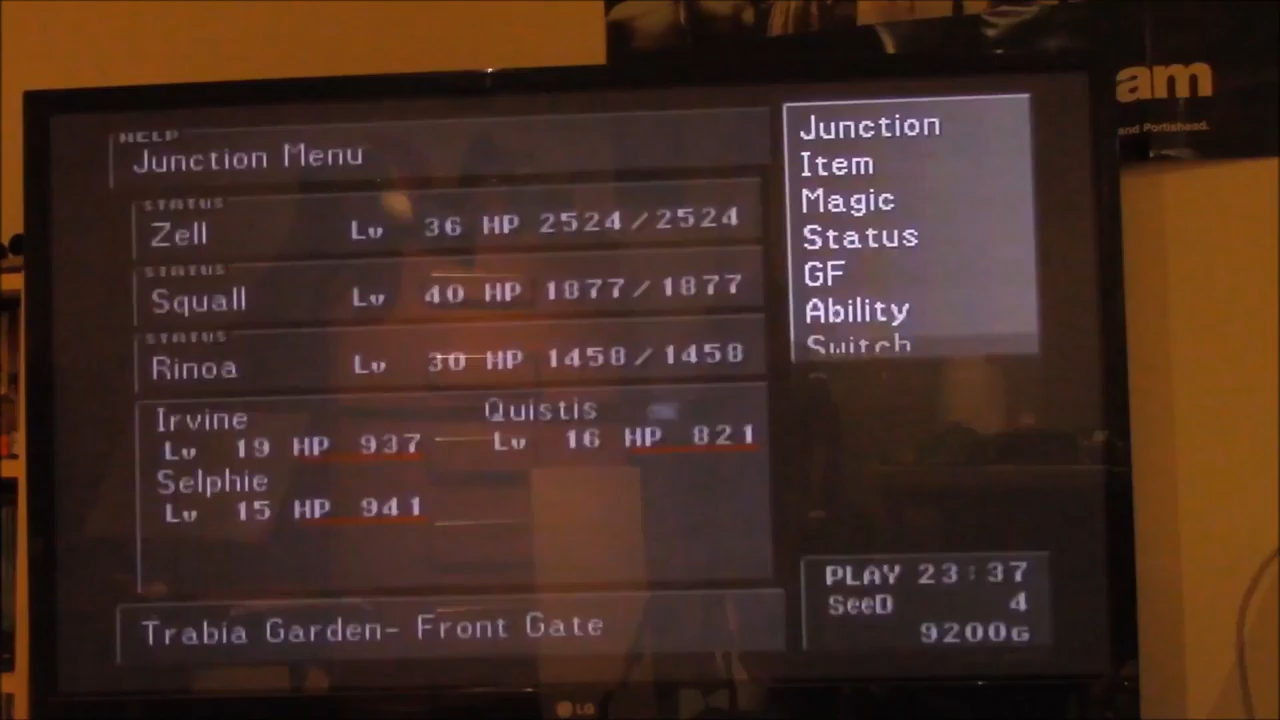 am
and Portishead.
HELP
Junction Menu
STATUS
Zell Lv 36 HP 2524/2524
STATUS
Squall Lv 40 HP 1877/1877
STATUS
Rinoa Lv 30 HP 1458/1458
Irvine Quistis
Lv 19 HP 937 Lv 16 HP 821
Selphie
Lv 15 HP 941
Trabia Garden- Front Gate
Junction
Item
Magic
Status
GF
Ability
Switch
PLAY 23:37
SeeD 4
9200G
LG